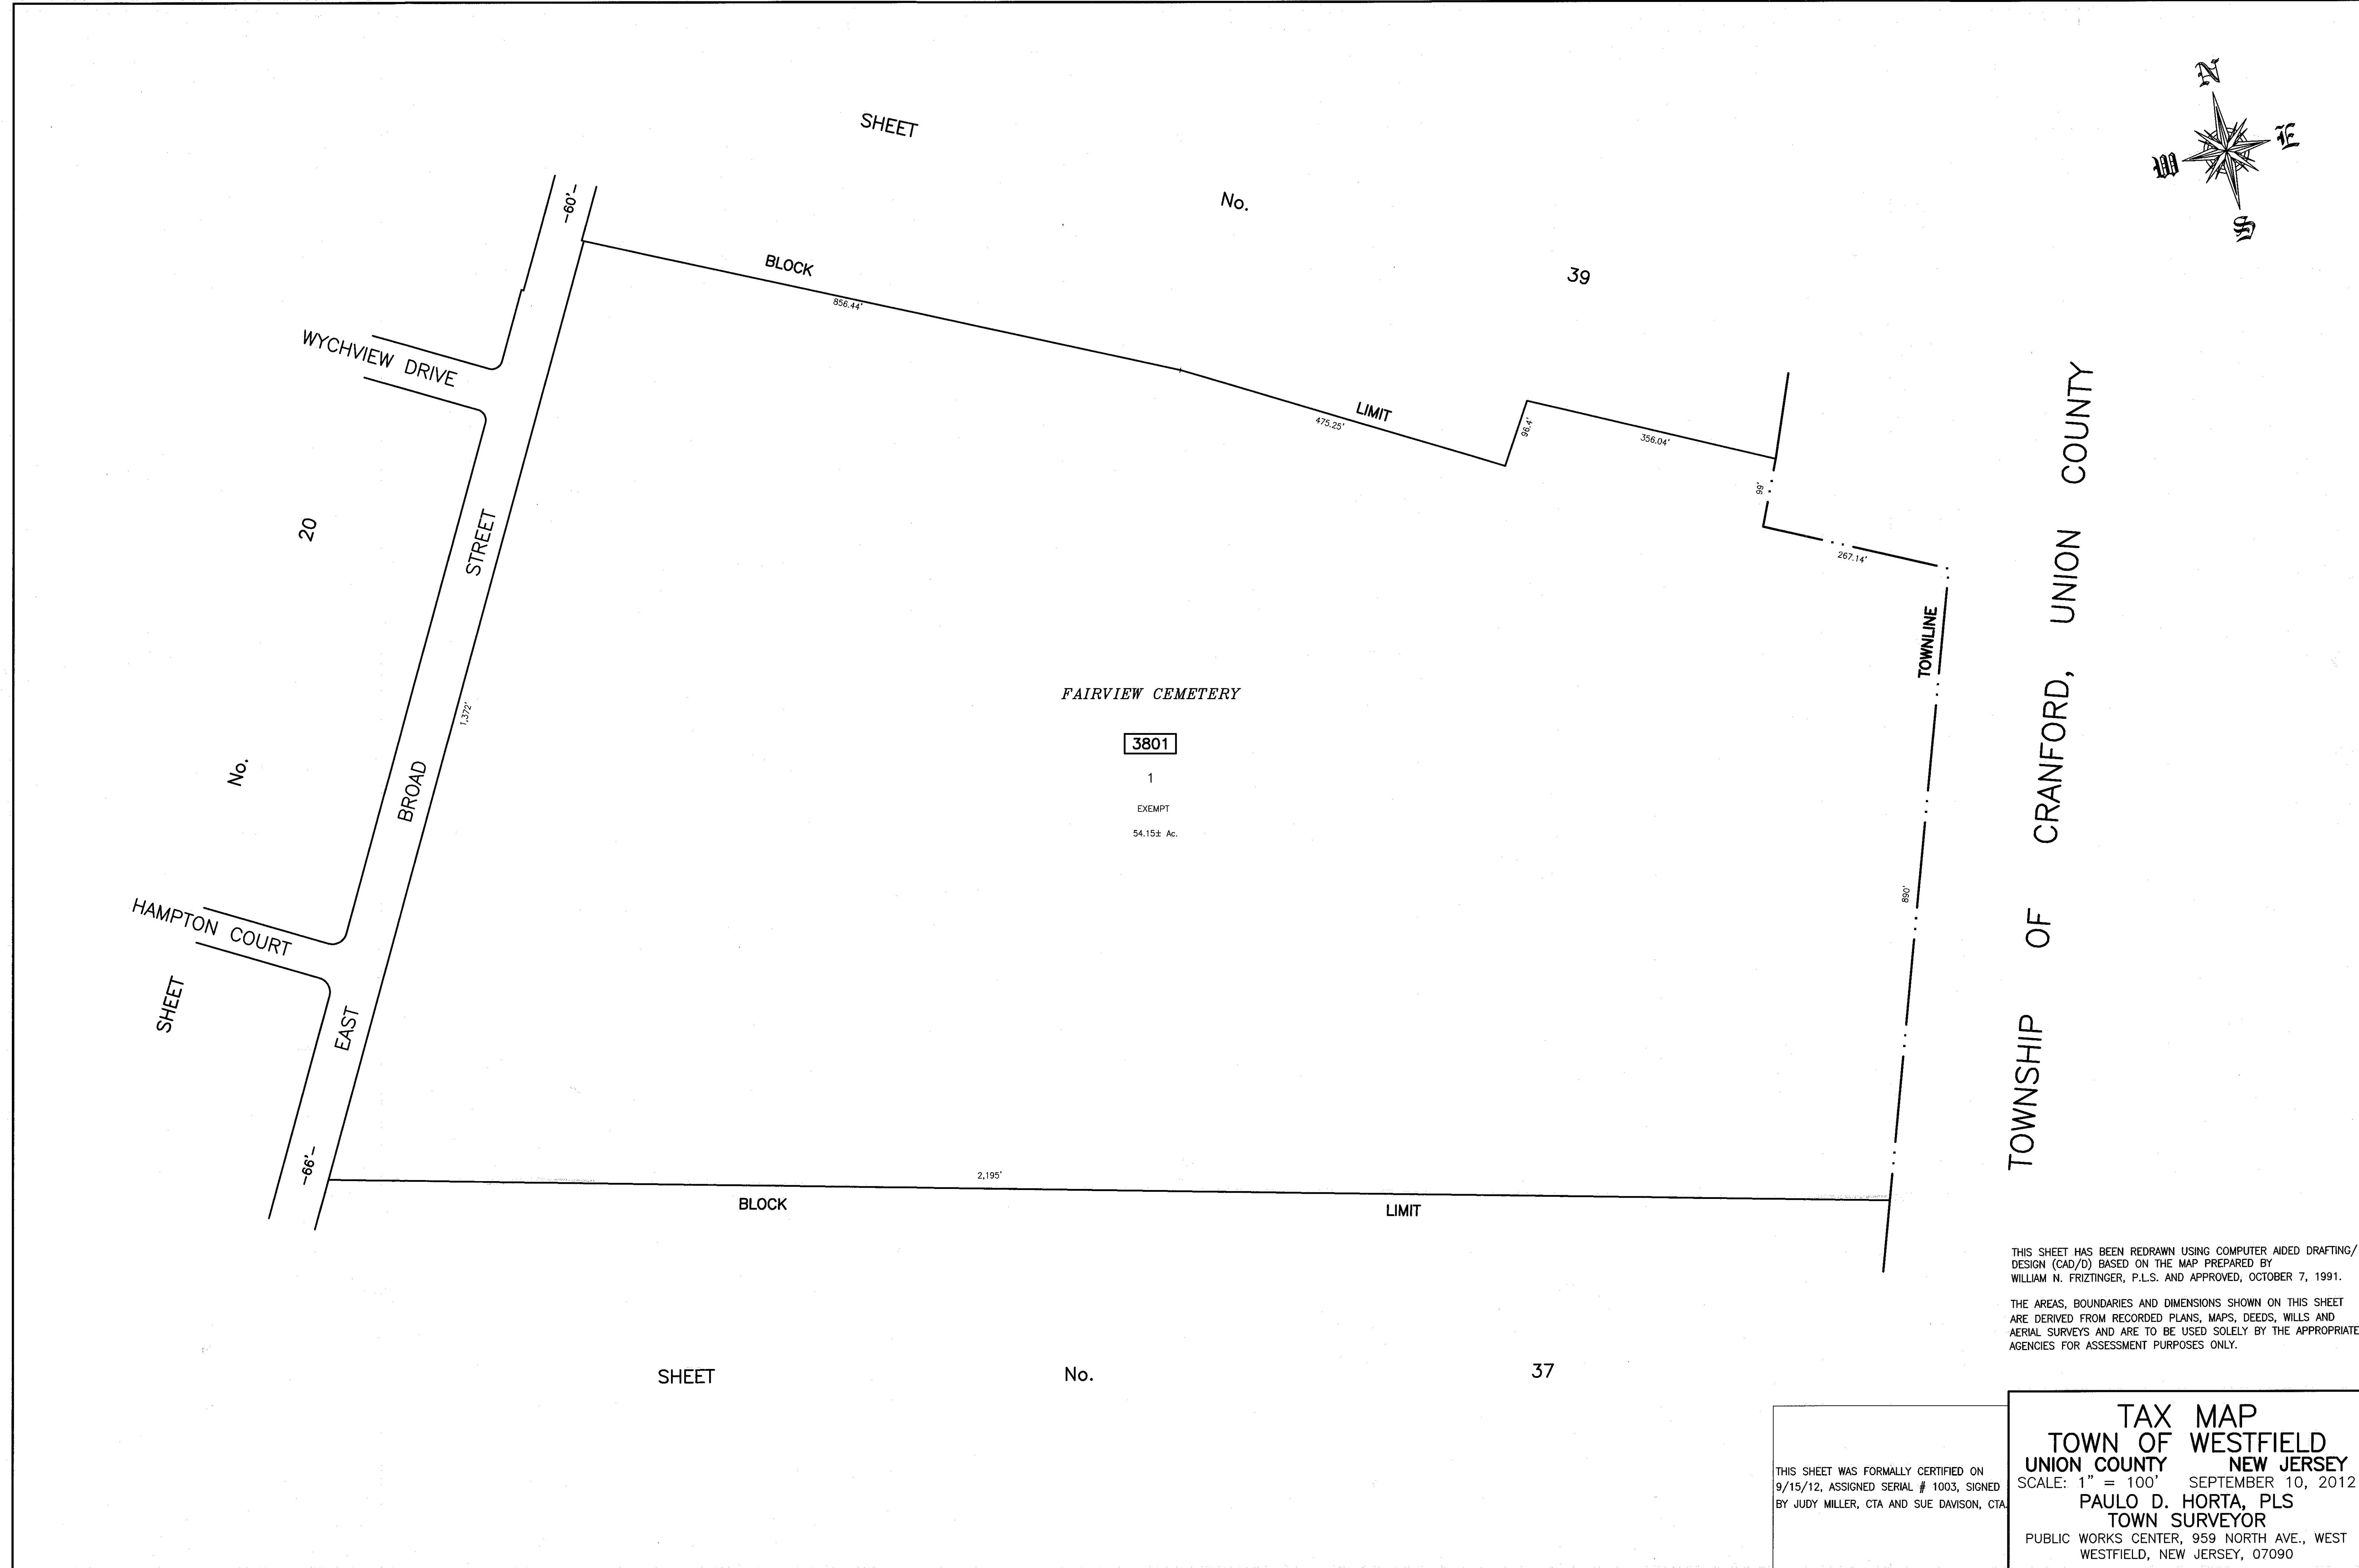 N
E
W
S
SHEET
No.
39
-60'-
BLOCK
856.44'
LIMIT
475.25'
96.4'
356.04'
99'
267.14'
WYCHVIEW DRIVE
20
No.
SHEET
STREET
BROAD
EAST
1,372'
HAMPTON COURT
-66'-
FAIRVIEW CEMETERY
3801
1
EXEMPT
54.15± Ac.
TOWNLINE
890'
TOWNSHIP OF CRANFORD, UNION COUNTY
2,195'
BLOCK
LIMIT
SHEET
No.
37
THIS SHEET HAS BEEN REDRAWN USING COMPUTER AIDED DRAFTING/
DESIGN (CAD/D) BASED ON THE MAP PREPARED BY
WILLIAM N. FRIZTINGER, P.L.S. AND APPROVED, OCTOBER 7, 1991.
THE AREAS, BOUNDARIES AND DIMENSIONS SHOWN ON THIS SHEET
ARE DERIVED FROM RECORDED PLANS, MAPS, DEEDS, WILLS AND
AERIAL SURVEYS AND ARE TO BE USED SOLELY BY THE APPROPRIATE
AGENCIES FOR ASSESSMENT PURPOSES ONLY.
THIS SHEET WAS FORMALLY CERTIFIED ON
9/15/12, ASSIGNED SERIAL # 1003, SIGNED
BY JUDY MILLER, CTA AND SUE DAVISON, CTA.
TAX MAP
TOWN OF WESTFIELD
UNION COUNTY NEW JERSEY
SCALE: 1" = 100' SEPTEMBER 10, 2012
PAULO D. HORTA, PLS
TOWN SURVEYOR
PUBLIC WORKS CENTER, 959 NORTH AVE., WEST
WESTFIELD, NEW JERSEY, 07090